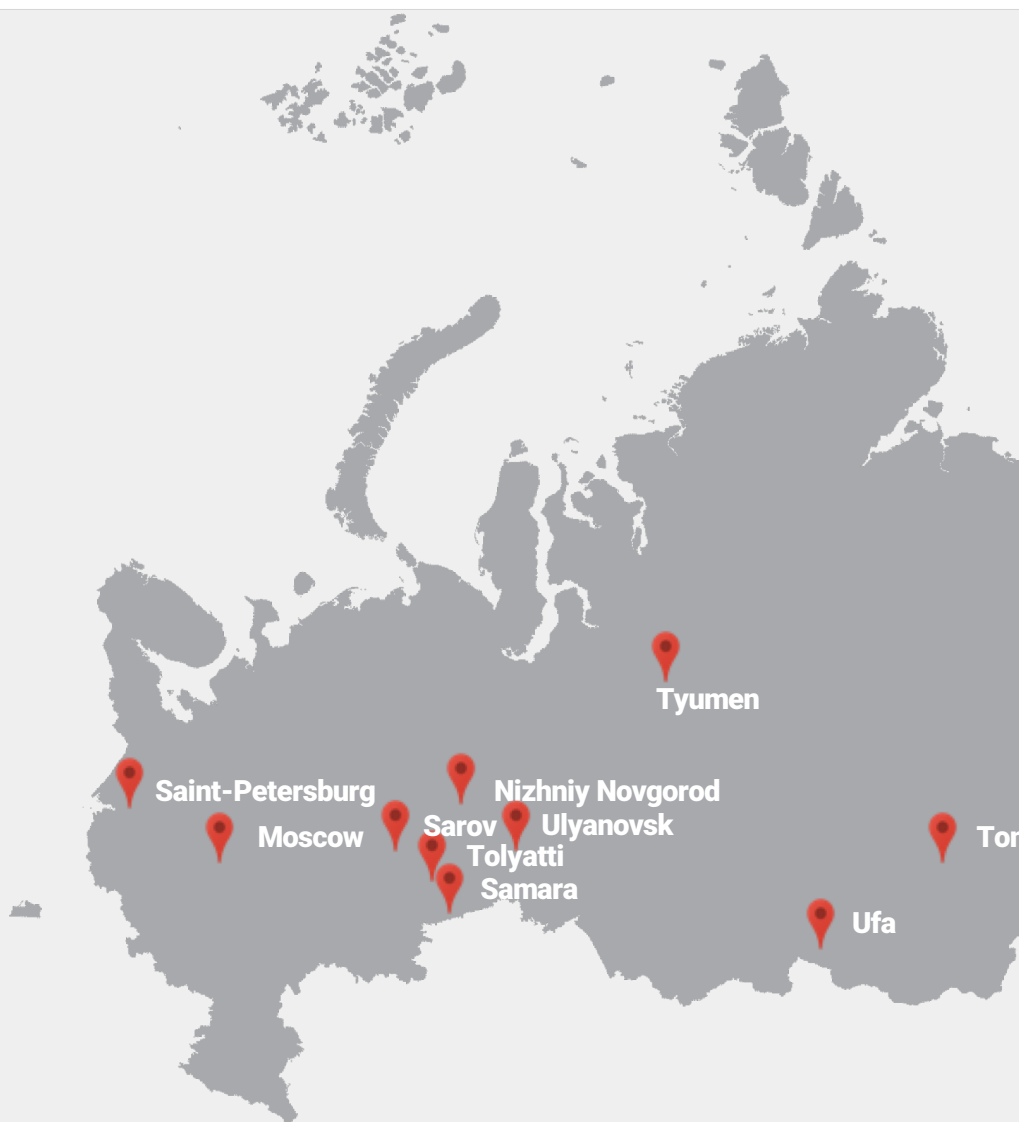 Tyumen
Saint-Petersburg
Nizhniy Novgorod
Sarov
Ulyanovsk
Moscow
Tolyatti
Samara
Ufa